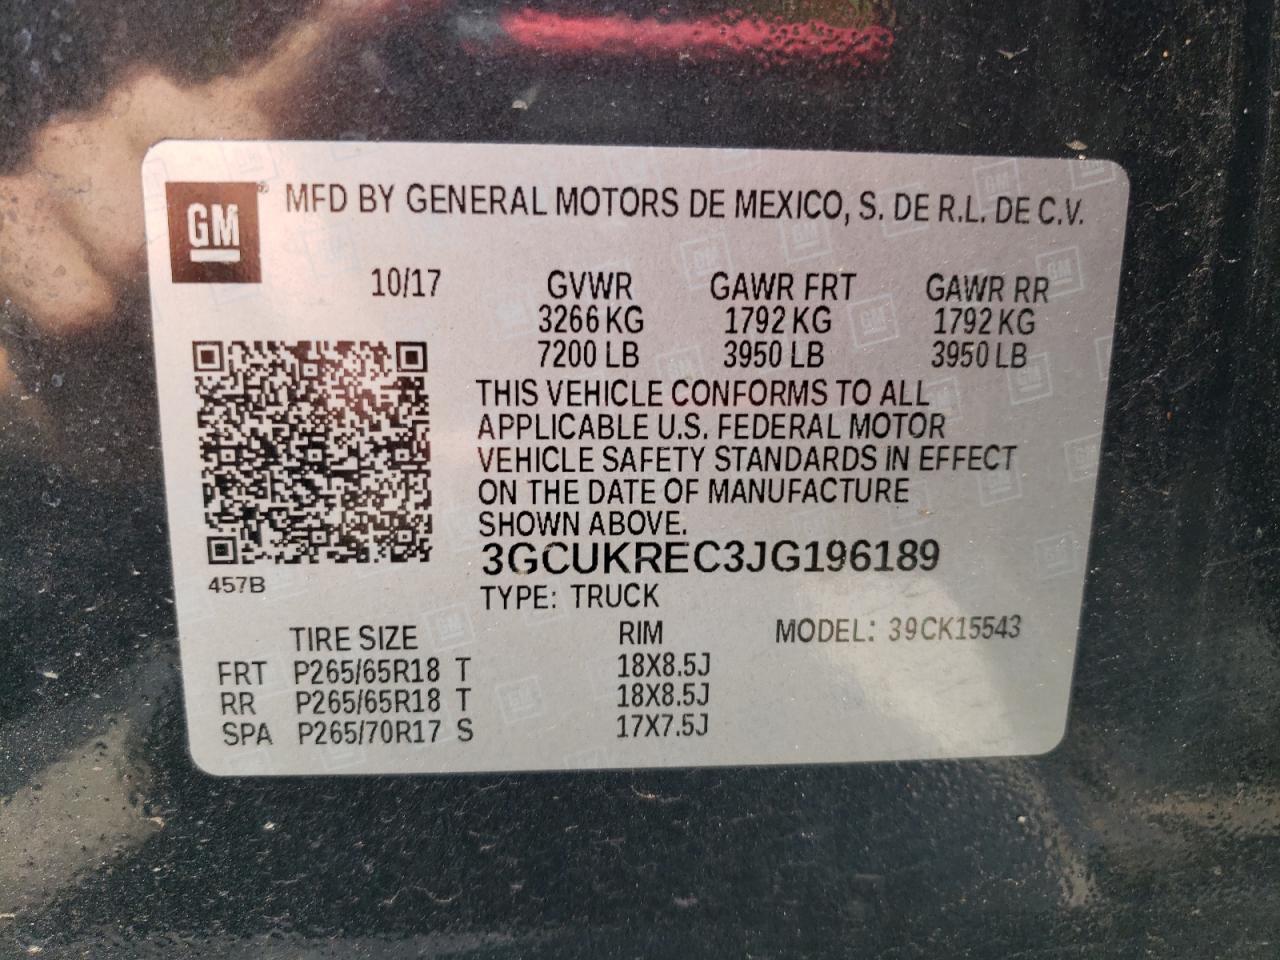 GM ® MFD BY GENERAL MOTORS DE MEXICO, S. DE R.L. DE C.V.
10/17 GVWR GAWR FRT GAWR RR
3266 KG 1792 KG 1792 KG
7200 LB 3950 LB 3950 LB
THIS VEHICLE CONFORMS TO ALL
APPLICABLE U.S. FEDERAL MOTOR
VEHICLE SAFETY STANDARDS IN EFFECT
ON THE DATE OF MANUFACTURE
SHOWN ABOVE.
3GCUKREC3JG196189
457B
TYPE: TRUCK
TIRE SIZE RIM MODEL: 39CK15543
FRT P265/65R18 T 18X8.5J
RR P265/65R18 T 18X8.5J
SPA P265/70R17 S 17X7.5J